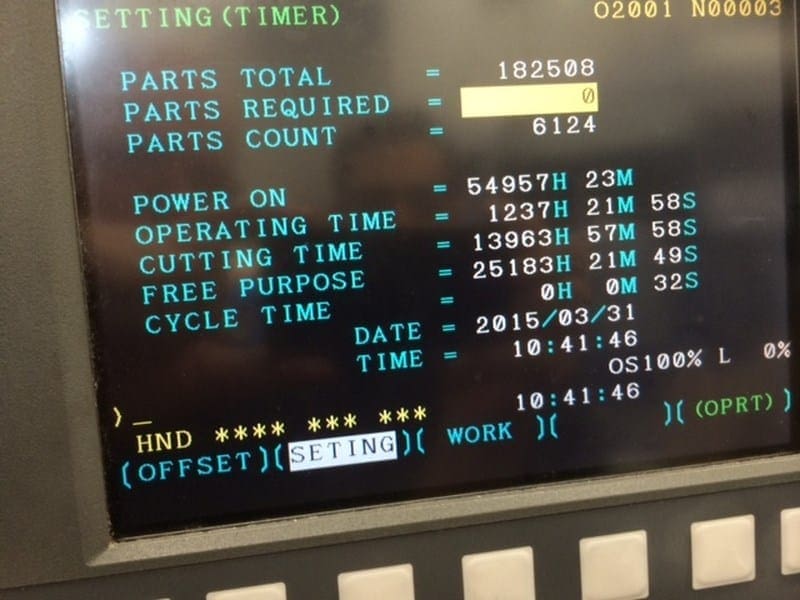 SETTING(TIMER) O2001 N00003
PARTS TOTAL = 182508
PARTS REQUIRED = 0
PARTS COUNT = 6124
POWER ON = 54957H 23M
OPERATING TIME = 1237H 21M 58S
CUTTING TIME = 13963H 57M 58S
FREE PURPOSE = 25183H 21M 49S
CYCLE TIME = 0H 0M 32S
DATE = 2015/03/31
TIME = 10:41:46
OS100% L 0%
>_
HND **** *** *** 10:41:46
(OFFSET)(SETING)( WORK )( )((OPRT) )